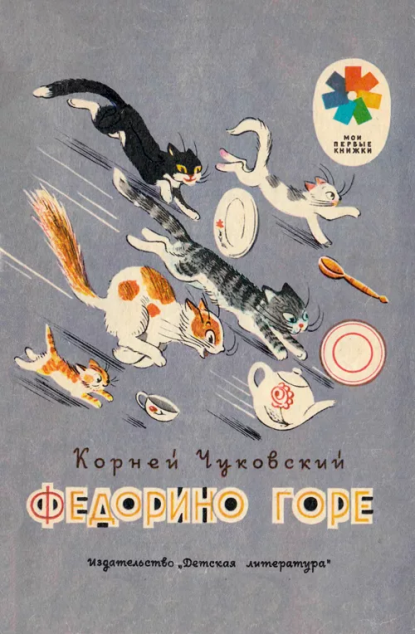 МОИ
ПЕРВЫЕ
КНИЖКИ
Корней Чуковский
ФЕДОРИНО ГОРЕ
Издательство „Детская литература"